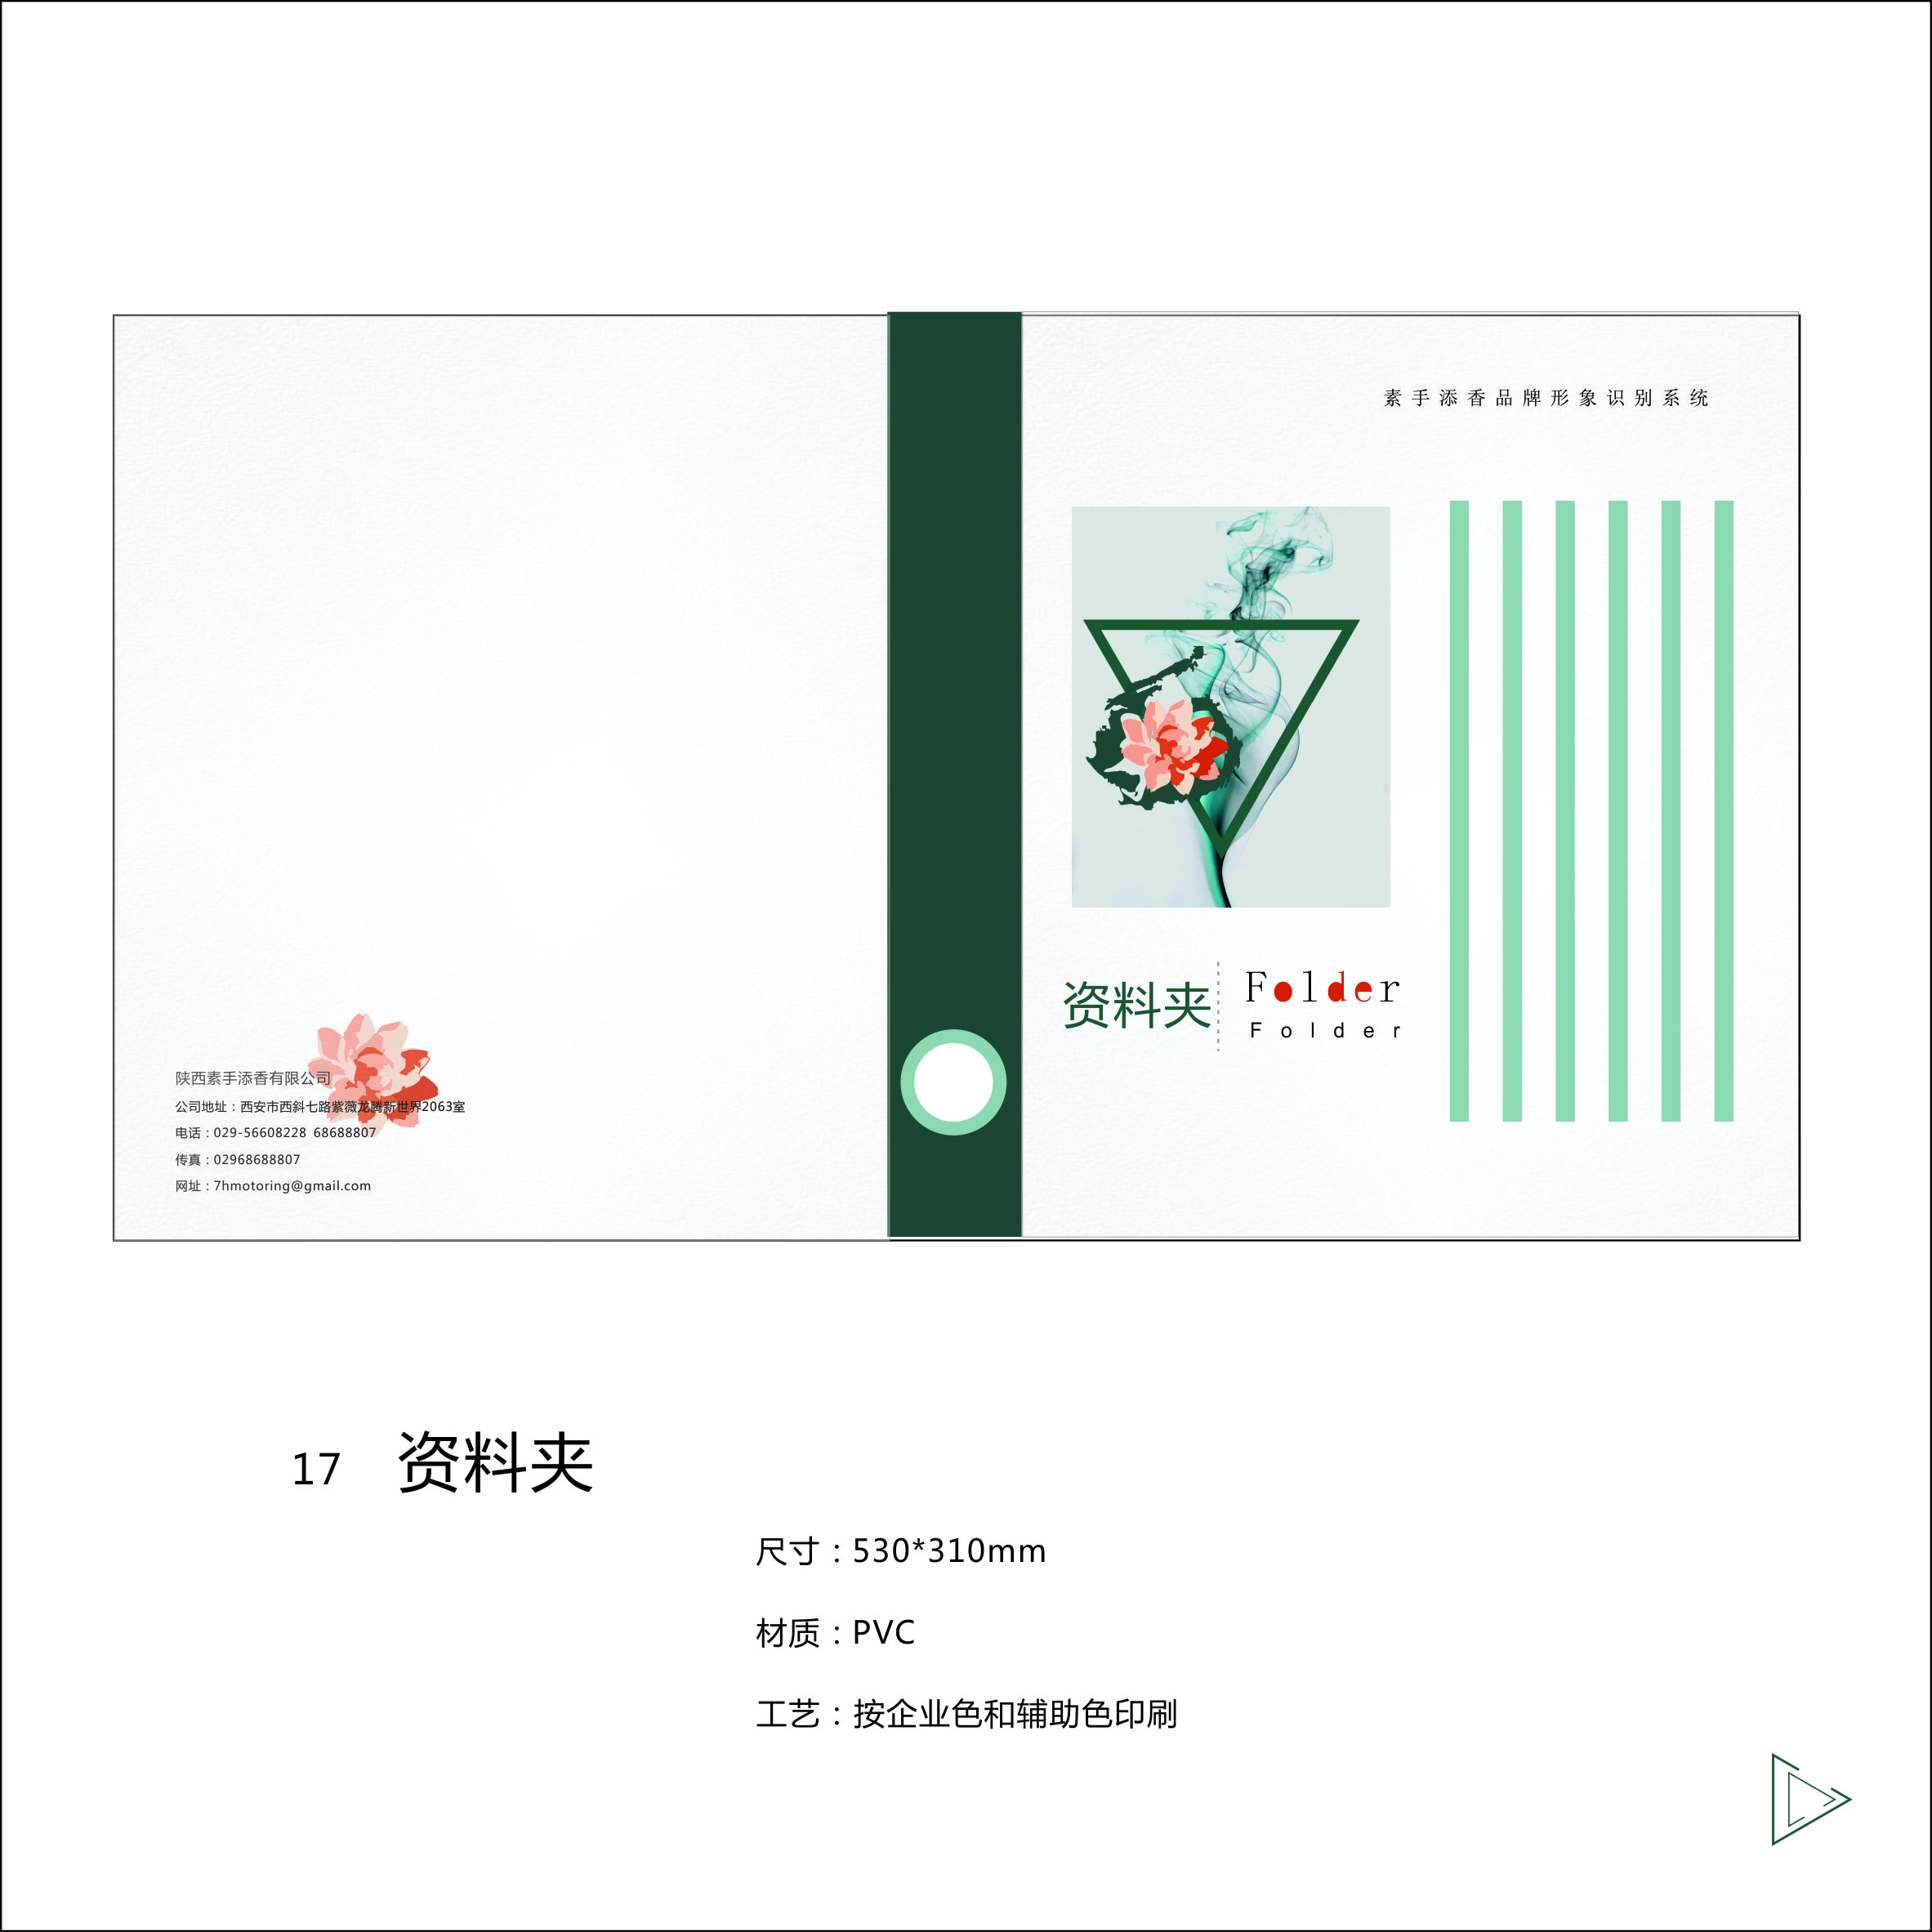 素手添香品牌形象识别系统
资料夹
Folder
Folder
陕西素手添香有限公司
公司地址：西安市西斜七路紫薇龙腾新世界2063室
电话：029-56608228 68688807
传真：02968688807
网址：7hmotoring@gmail.com
17 资料夹
尺寸：530*310mm
材质：PVC
工艺：按企业色和辅助色印刷